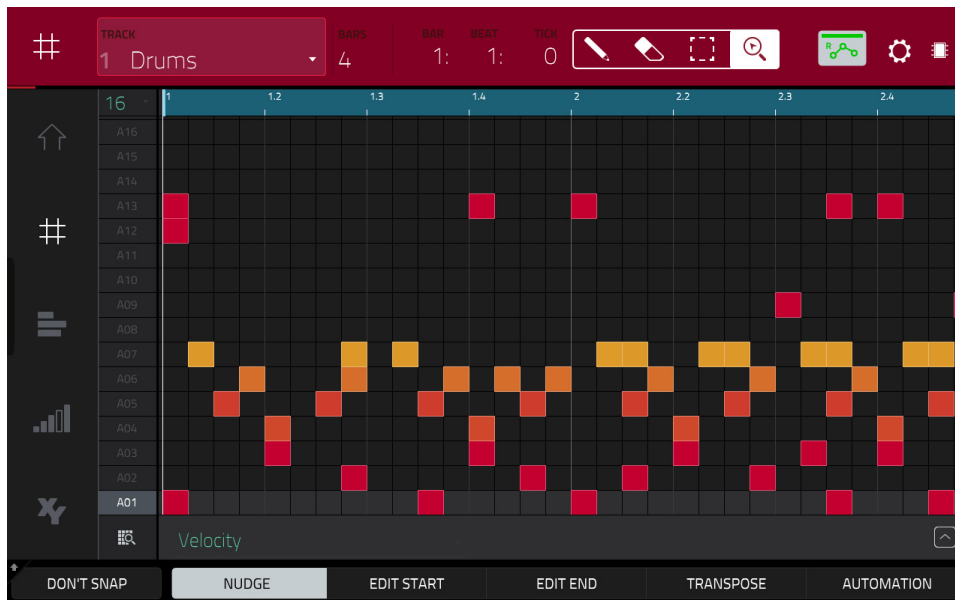 TRACK BARS BAR BEAT TICK
1 Drums 4 1: 1: 0
R
16 1 1.2 1.3 1.4 2 2.2 2.3 2.4
A16
A15
A14
A13
A12
A11
A10
A09
A08
A07
A06
A05
A04
A03
A02
A01
XY
Velocity
DON'T SNAP NUDGE EDIT START EDIT END TRANSPOSE AUTOMATION